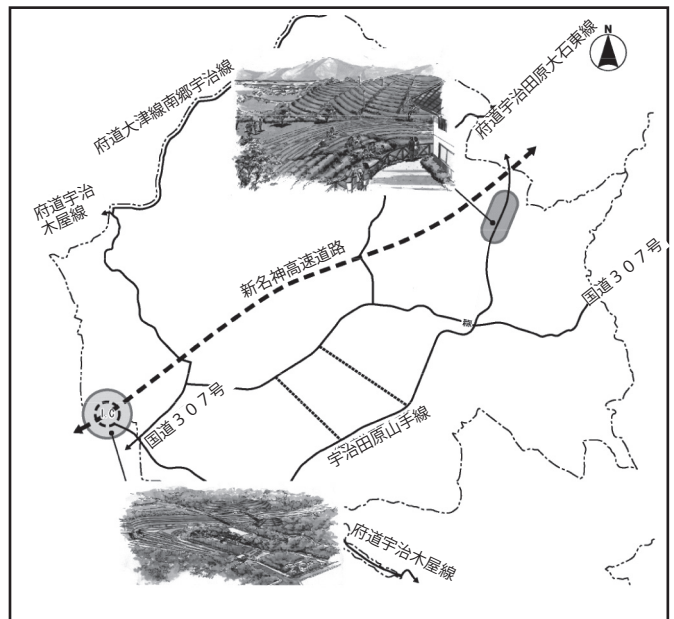 N
府道宇治田原大石東線
府道大津線南郷宇治線
府道宇治
木屋線
新名神高速道路
国道３０７号
I.C
国道３０７号
宇治田原山手線
府道宇治木屋線